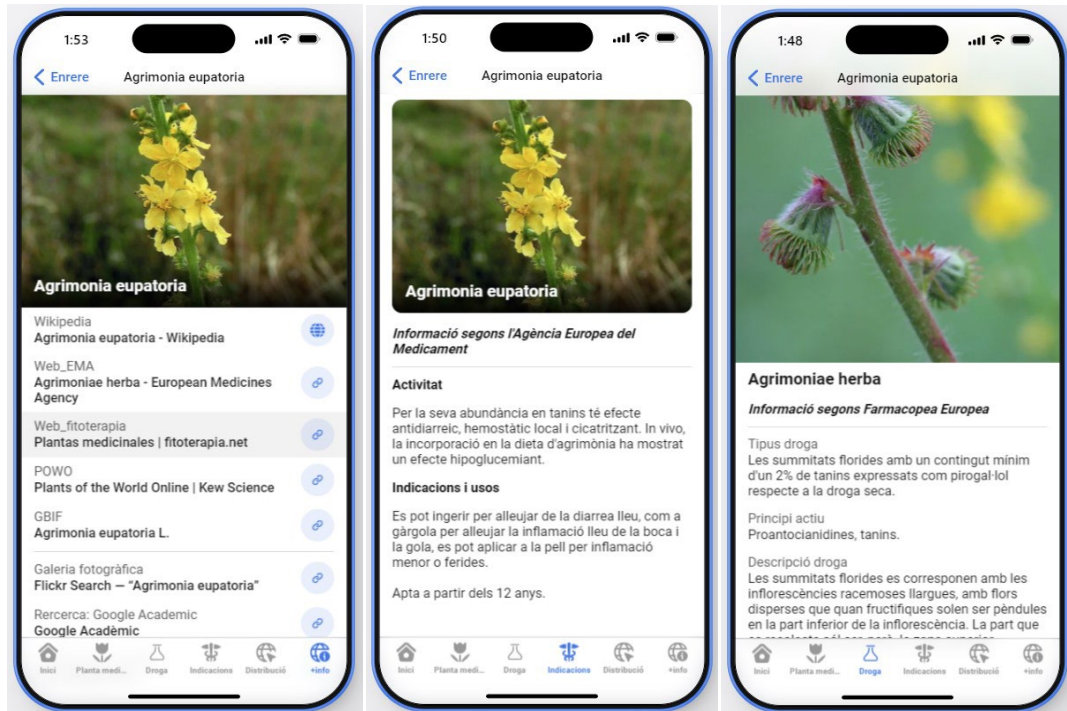 1:53
Enrere
Agrimonia eupatoria
Agrimonia eupatoria
Wikipedia
Agrimonia eupatoria - Wikipedia
Web_EMA
Agrimoniae herba - European Medicines
Agency
Web_fitoterapia
Plantas medicinales | fitoterapia.net
POWO
Plants of the World Online | Kew Science
GBIF
Agrimonia eupatoria L.
Galeria fotogràfica
Flickr Search — "Agrimonia eupatoria"
Rercerca: Google Academic
Google Acadèmic
Inici
Planta medi...
Droga
Indicacions
Distribució
+info
1:50
Enrere
Agrimonia eupatoria
Agrimonia eupatoria
Informació segons l'Agència Europea del
Medicament
Activitat
Per la seva abundància en tanins té efecte
antidiarreic, hemostàtic local i cicatritzant. In vivo,
la incorporació en la dieta d'agrimònia ha mostrat
un efecte hipoglucemiant.
Indicacions i usos
Es pot ingerir per alleujar de la diarrea lleu, com a
gàrgola per alleujar la inflamació lleu de la boca i
la gola, es pot aplicar a la pell per inflamació
menor o ferides.
Apta a partir dels 12 anys.
Inici
Planta medi...
Droga
Indicacions
Distribució
+info
1:48
Enrere
Agrimonia eupatoria
Agrimoniae herba
Informació segons Farmacopea Europea
Tipus droga
Les summitats florides amb un contingut mínim
d'un 2% de tanins expressats com pirogal·lol
respecte a la droga seca.
Principi actiu
Proantocianidines, tanins.
Descripció droga
Les summitats florides es corresponen amb les
inflorescències racemoses llargues, amb flors
disperses que quan fructifiques solen ser pèndules
en la part inferior de la inflorescència. La part que
Inici
Planta medi...
Droga
Indicacions
Distribució
+info